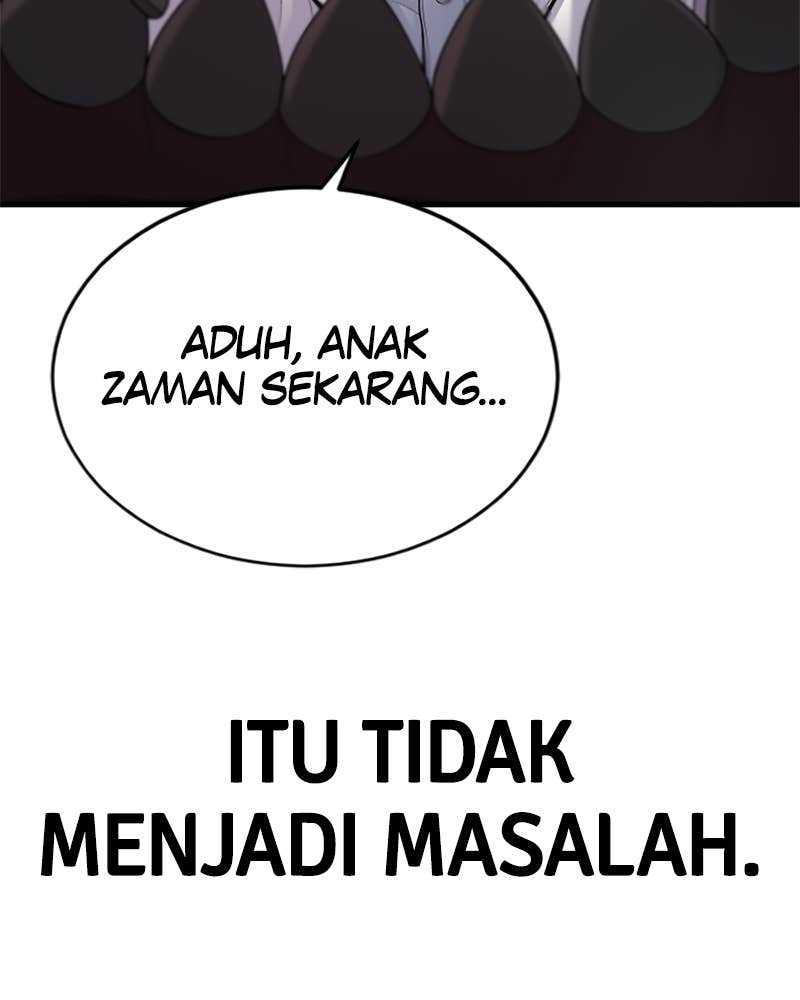 ADUH, ANAK
ZAMAN SEKARANG...
ITU TIDAK
MENJADI MASALAH.